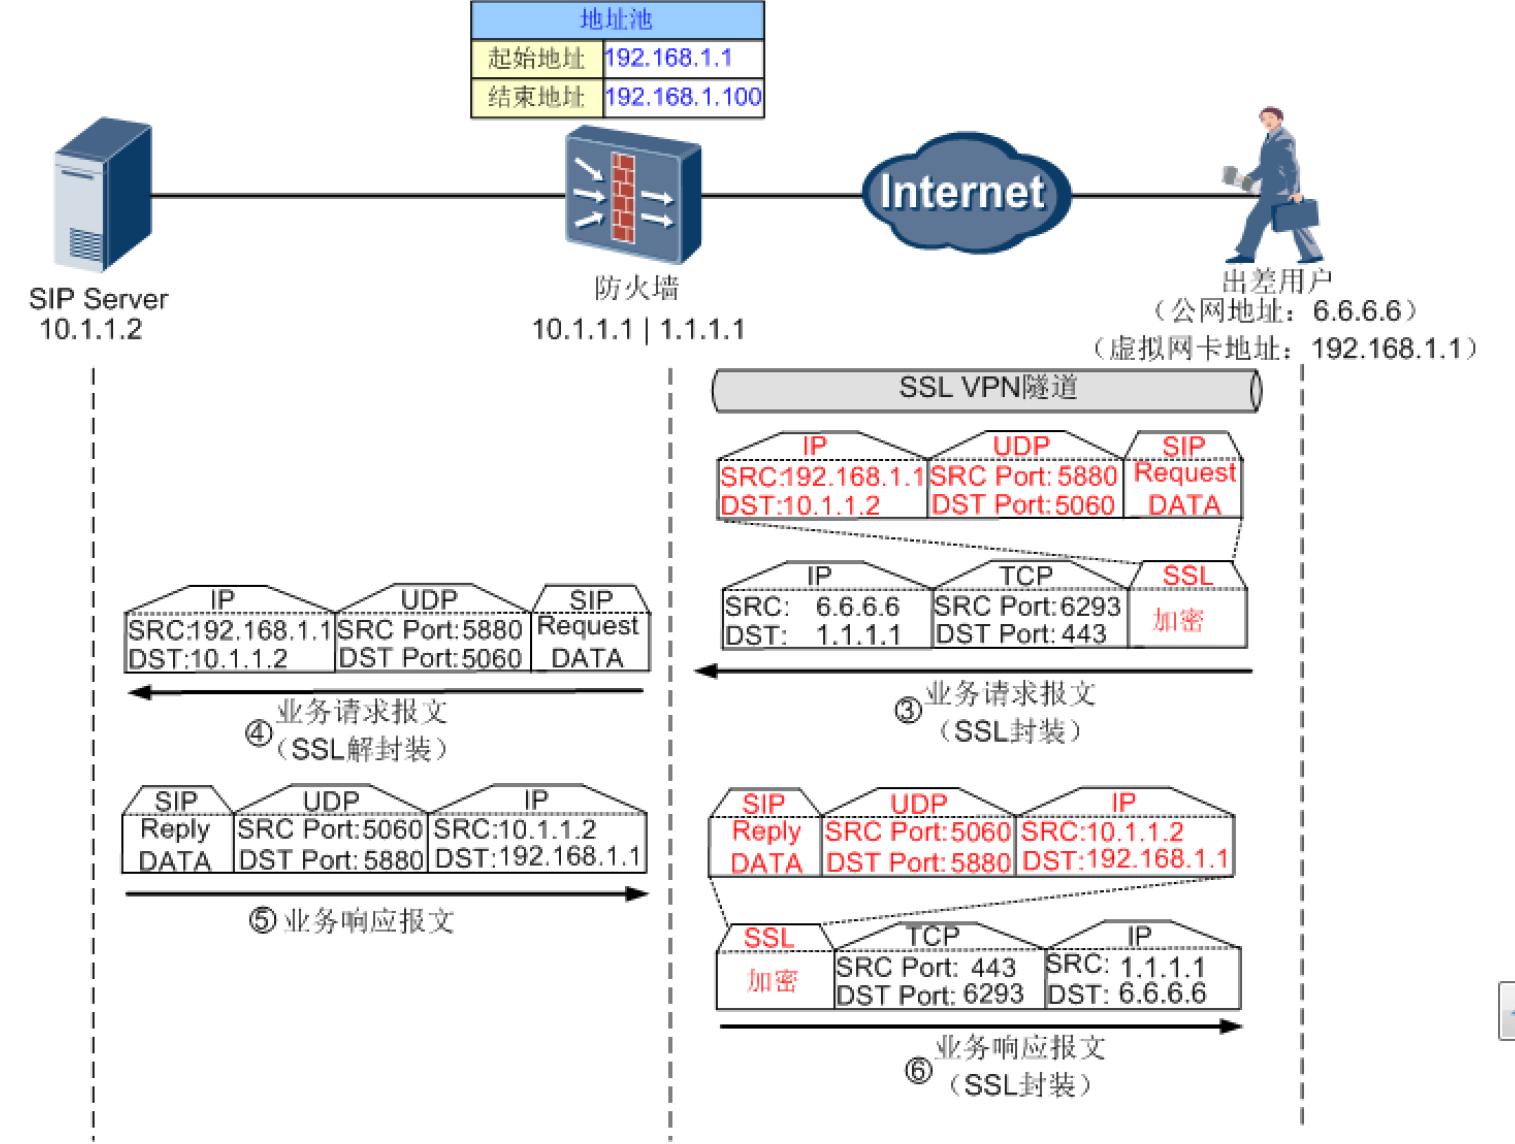 地址池
起始地址 192.168.1.1
结束地址 192.168.1.100
Internet
SIP Server
10.1.1.2
防火墙
10.1.1.1 | 1.1.1.1
出差用户
（公网地址：6.6.6.6）
（虚拟网卡地址：192.168.1.1）
SSL VPN隧道
IP UDP SIP
SRC:192.168.1.1 SRC Port:5880 Request
DST:10.1.1.2 DST Port:5060 DATA
IP TCP SSL
SRC: 6.6.6.6 SRC Port:6293 加密
DST: 1.1.1.1 DST Port:443
③业务请求报文
（SSL封装）
IP UDP SIP
SRC:192.168.1.1 SRC Port:5880 Request
DST:10.1.1.2 DST Port:5060 DATA
④业务请求报文
（SSL解封装）
SIP UDP IP
Reply SRC Port:5060 SRC:10.1.1.2
DATA DST Port:5880 DST:192.168.1.1
⑤业务响应报文
SIP UDP IP
Reply SRC Port:5060 SRC:10.1.1.2
DATA DST Port:5880 DST:192.168.1.1
SSL TCP IP
加密 SRC Port: 443 SRC: 1.1.1.1
DST Port: 6293 DST: 6.6.6.6
⑥业务响应报文
（SSL封装）